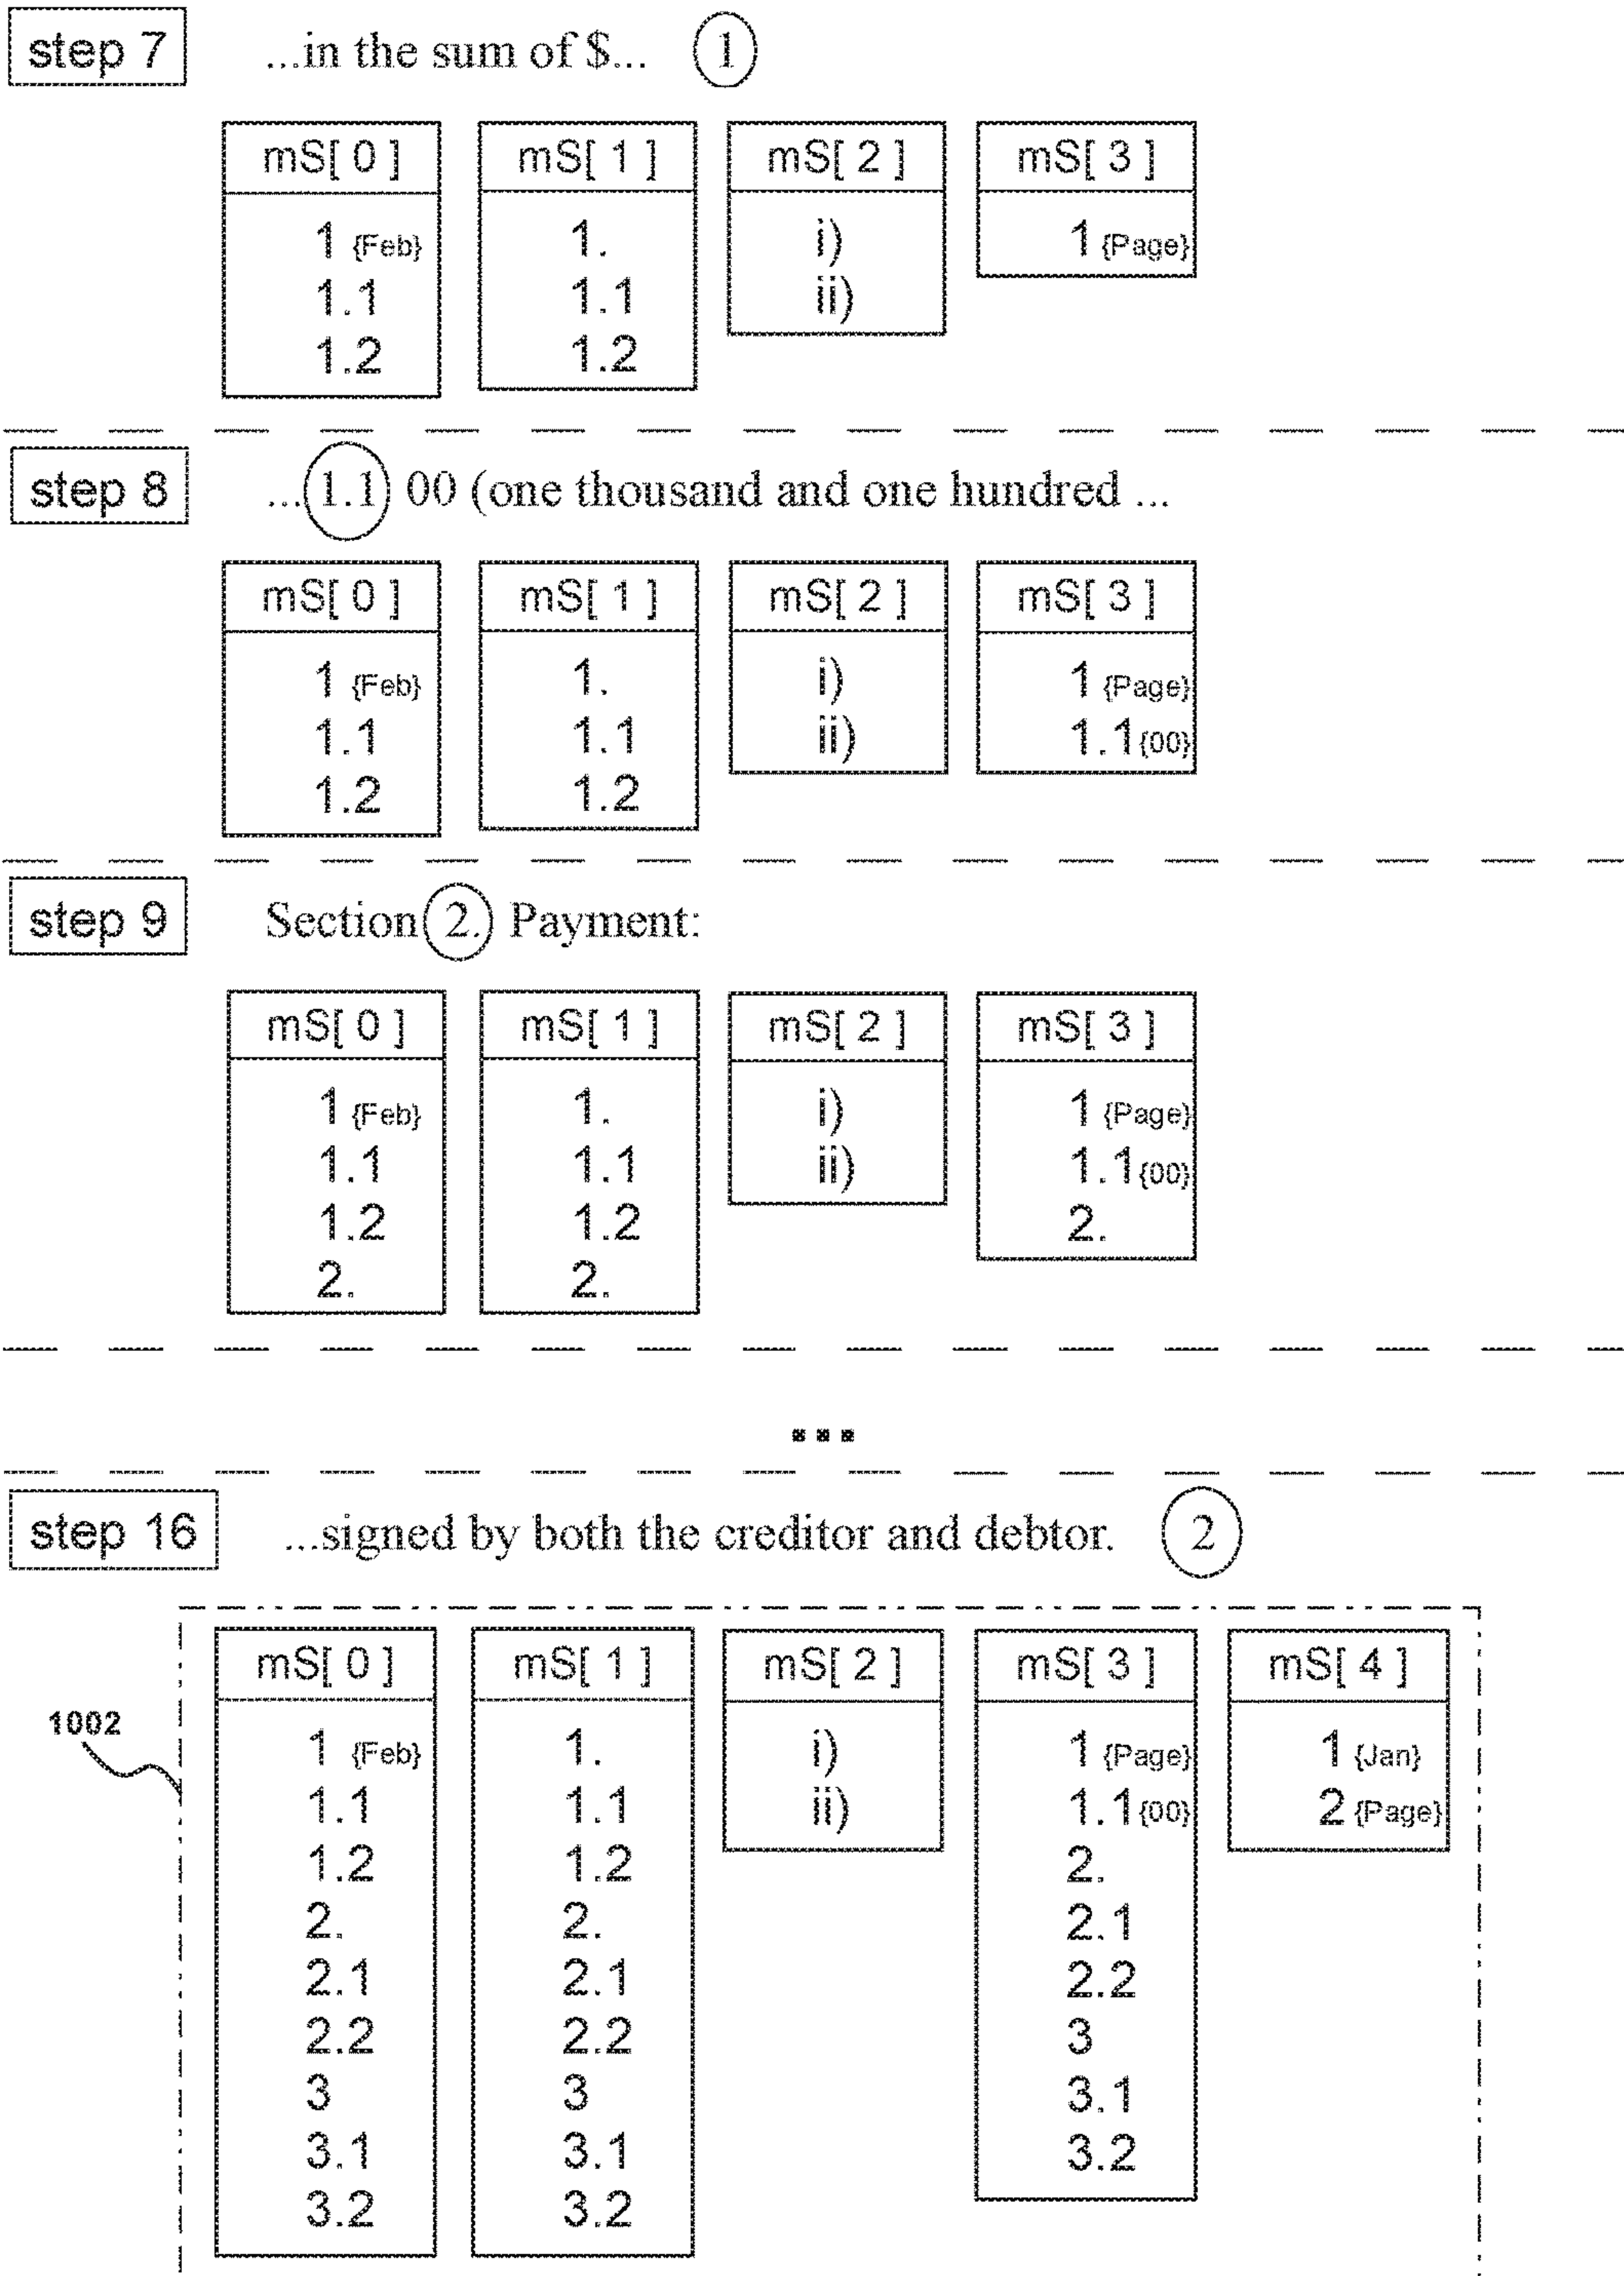 step 7 ...in the sum of $... 1
mS[ 0 ] mS[ 1 ] mS[ 2 ] mS[ 3 ]
1 {Feb} 1. i) 1 {Page}
1.1 1.1 ii)
1.2 1.2
step 8 ...1.1 00 (one thousand and one hundred ...
mS[ 0 ] mS[ 1 ] mS[ 2 ] mS[ 3 ]
1 {Feb} 1. i) 1 {Page}
1.1 1.1 ii) 1.1{00}
1.2 1.2
step 9 Section 2. Payment:
mS[ 0 ] mS[ 1 ] mS[ 2 ] mS[ 3 ]
1 {Feb} 1. i) 1 {Page}
1.1 1.1 ii) 1.1{00}
1.2 1.2 2.
2. 2.
...
step 16 ...signed by both the creditor and debtor. 2
mS[ 0 ] mS[ 1 ] mS[ 2 ] mS[ 3 ] mS[ 4 ]
1002
1 {Feb} 1. i) 1 {Page} 1 {Jan}
1.1 1.1 ii) 1.1{00} 2 {Page}
1.2 1.2 2.
2. 2. 2.1
2.1 2.1 2.2
2.2 2.2 3
3 3 3.1
3.1 3.1 3.2
3.2 3.2